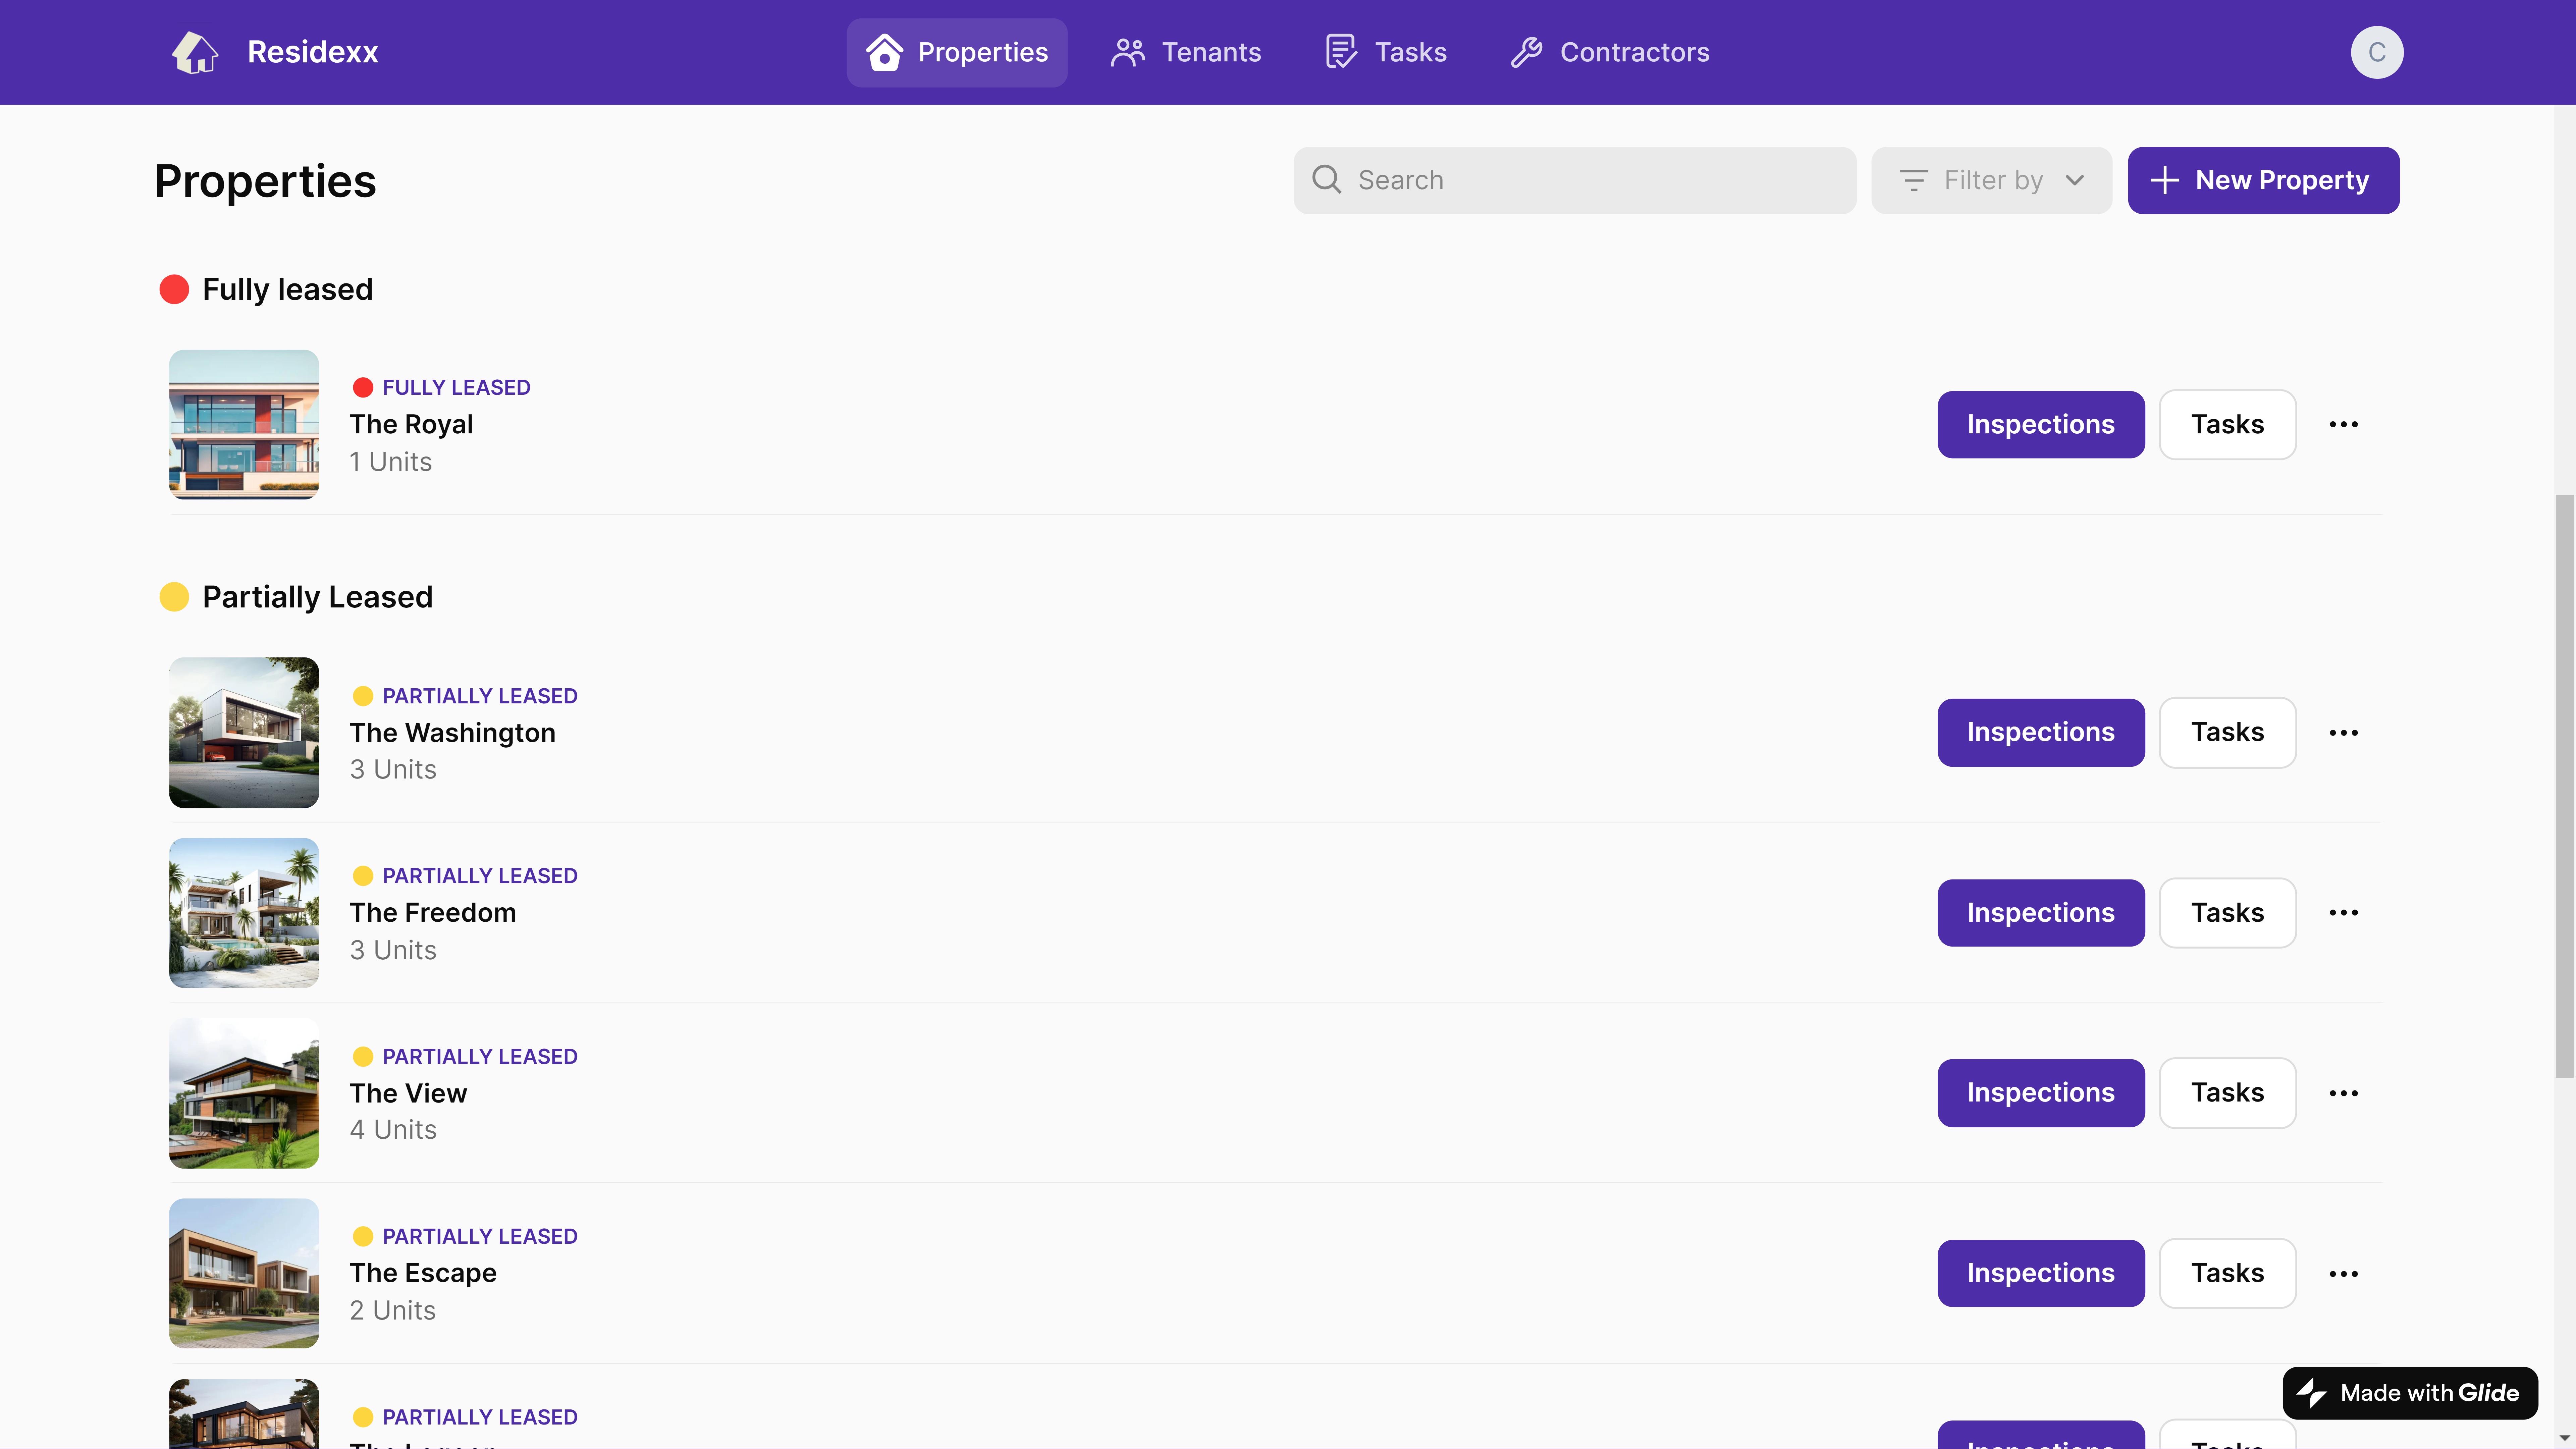 Residexx
Properties
Tenants
Tasks
Contractors
C
Properties
Search
Filter by
New Property
Fully leased
FULLY LEASED
The Royal
1 Units
Inspections
Tasks
Partially Leased
PARTIALLY LEASED
The Washington
3 Units
Inspections
Tasks
PARTIALLY LEASED
The Freedom
3 Units
Inspections
Tasks
PARTIALLY LEASED
The View
4 Units
Inspections
Tasks
PARTIALLY LEASED
The Escape
2 Units
Inspections
Tasks
PARTIALLY LEASED
Inspections
Tasks
Made with Glide